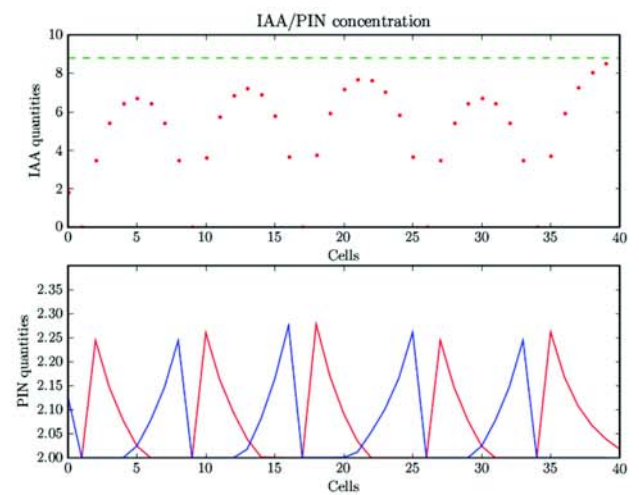 IAA/PIN concentration
10
8
6
4
2
0
IAA quantities
0 5 10 15 20 25 30 35 40
Cells
2.35
2.30
2.25
2.20
2.15
2.10
2.05
2.00
PIN quantities
0 5 10 15 20 25 30 35 40
Cells